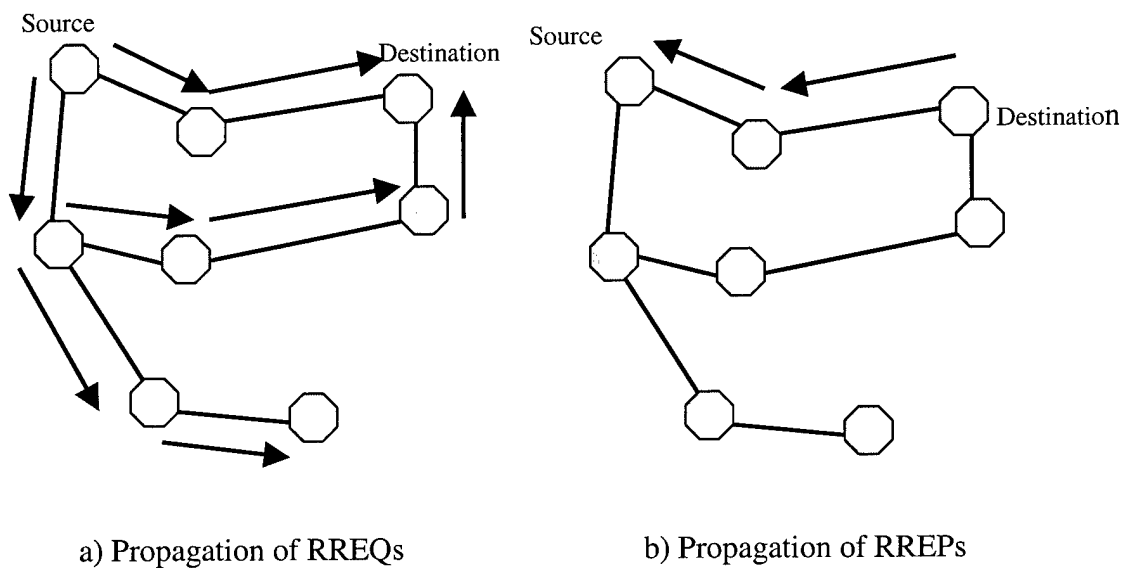 Source
Destination
Source
Destination
a) Propagation of RREQs
b) Propagation of RREPs